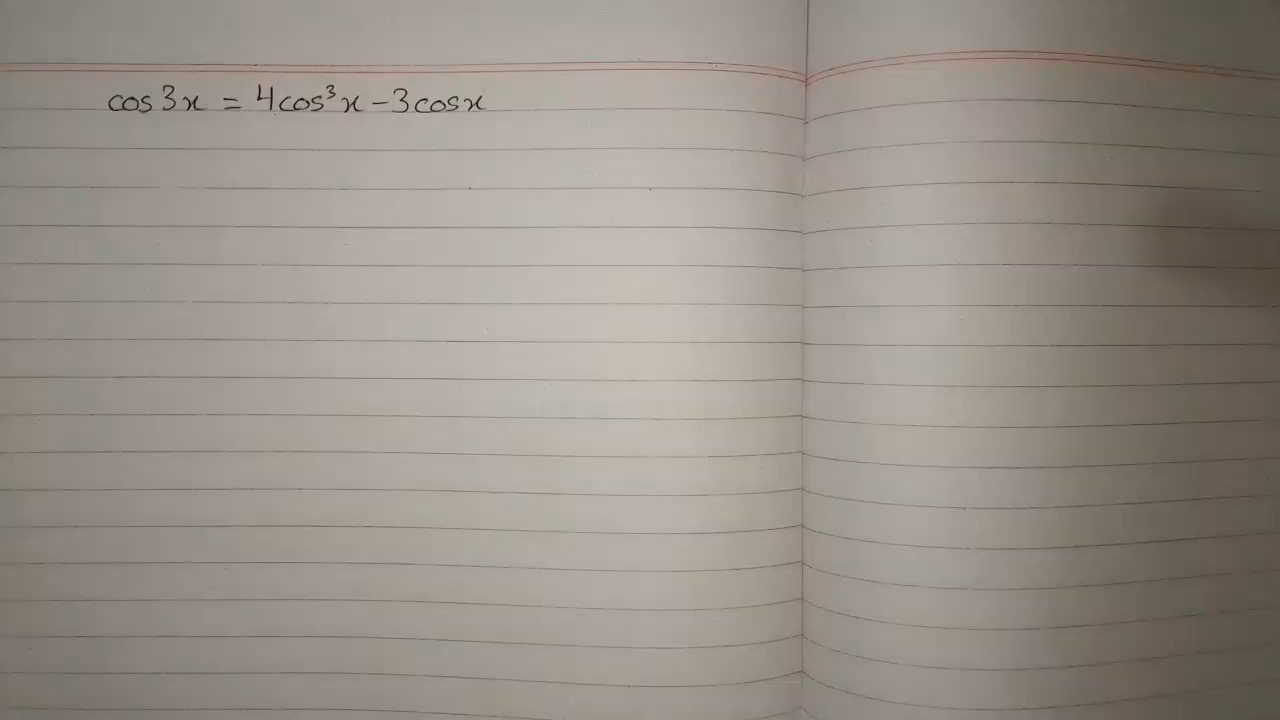 cos 3x = 4cos³x - 3cosx